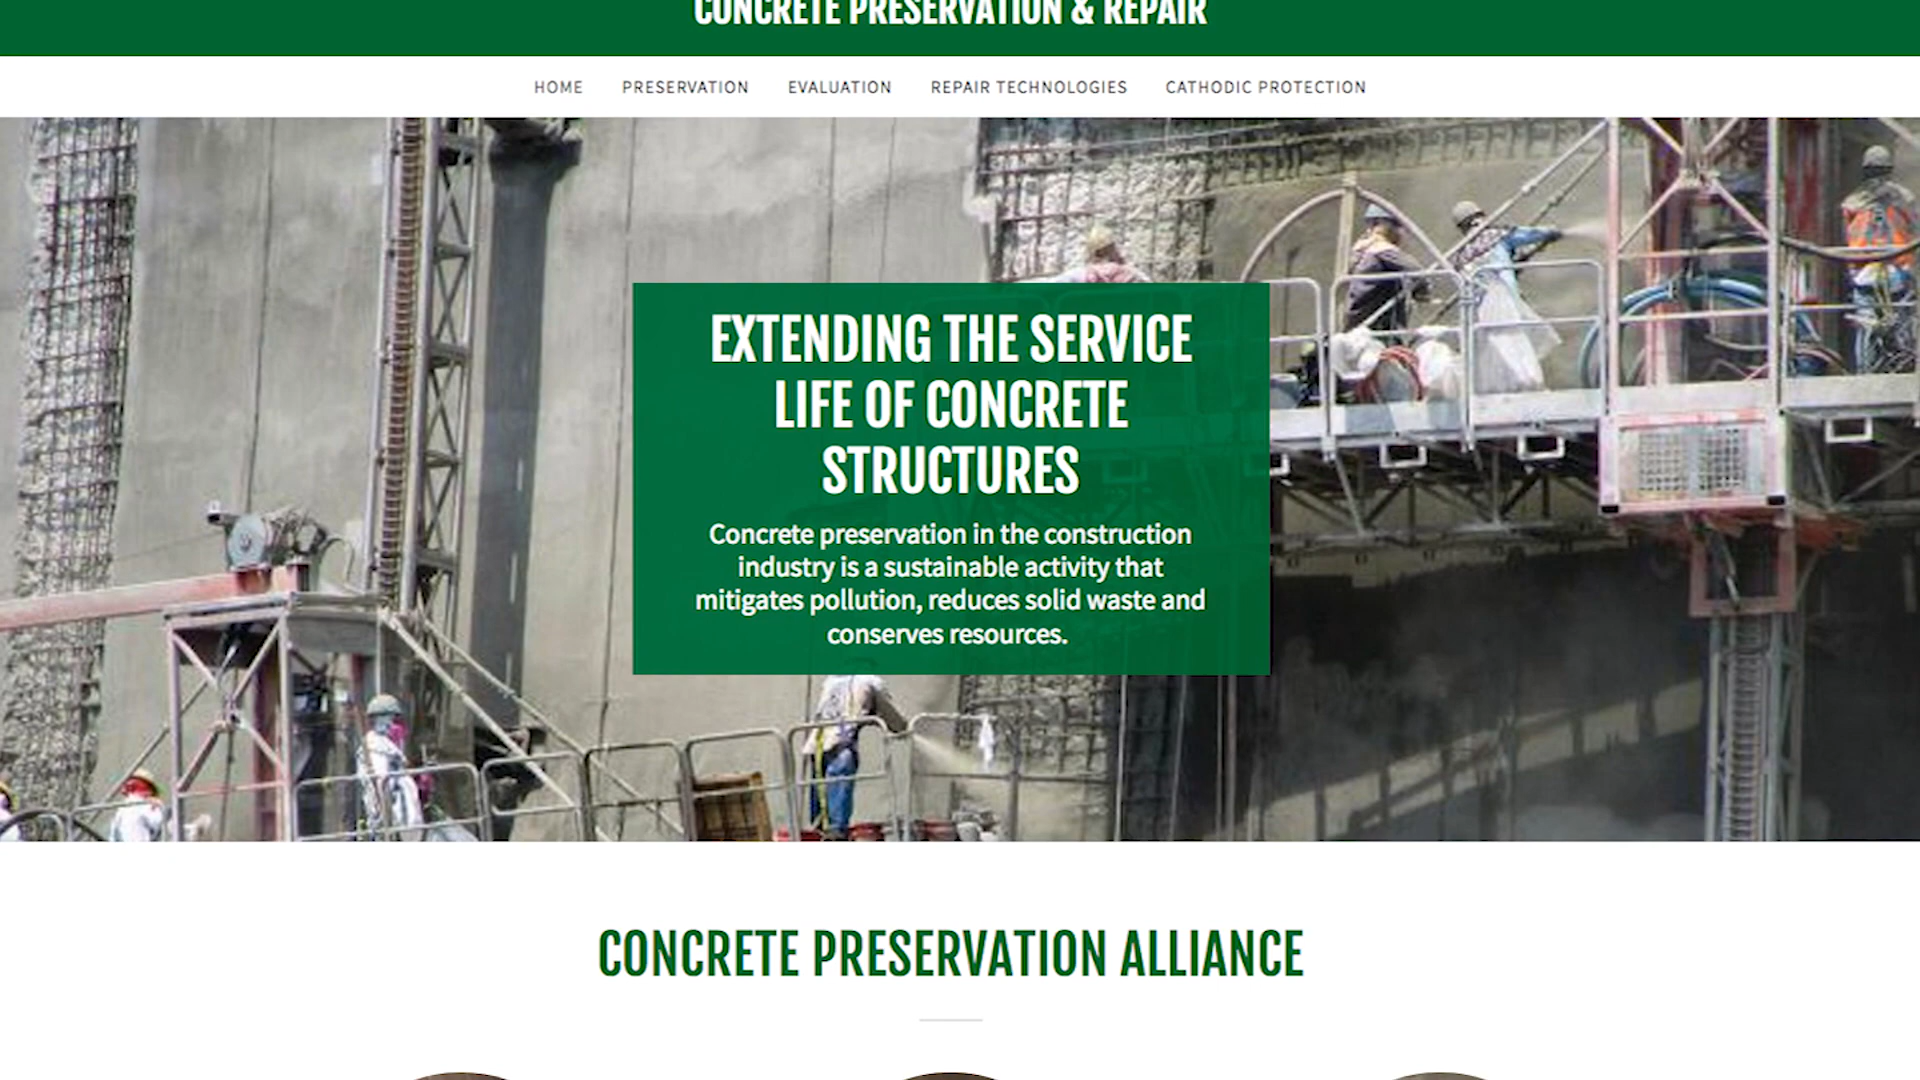 CONCRETE PRESERVATION & REPAIR
HOME PRESERVATION EVALUATION REPAIR TECHNOLOGIES CATHODIC PROTECTION
EXTENDING THE SERVICE
LIFE OF CONCRETE
STRUCTURES
Concrete preservation in the construction
industry is a sustainable activity that
mitigates pollution, reduces solid waste and
conserves resources.
CONCRETE PRESERVATION ALLIANCE